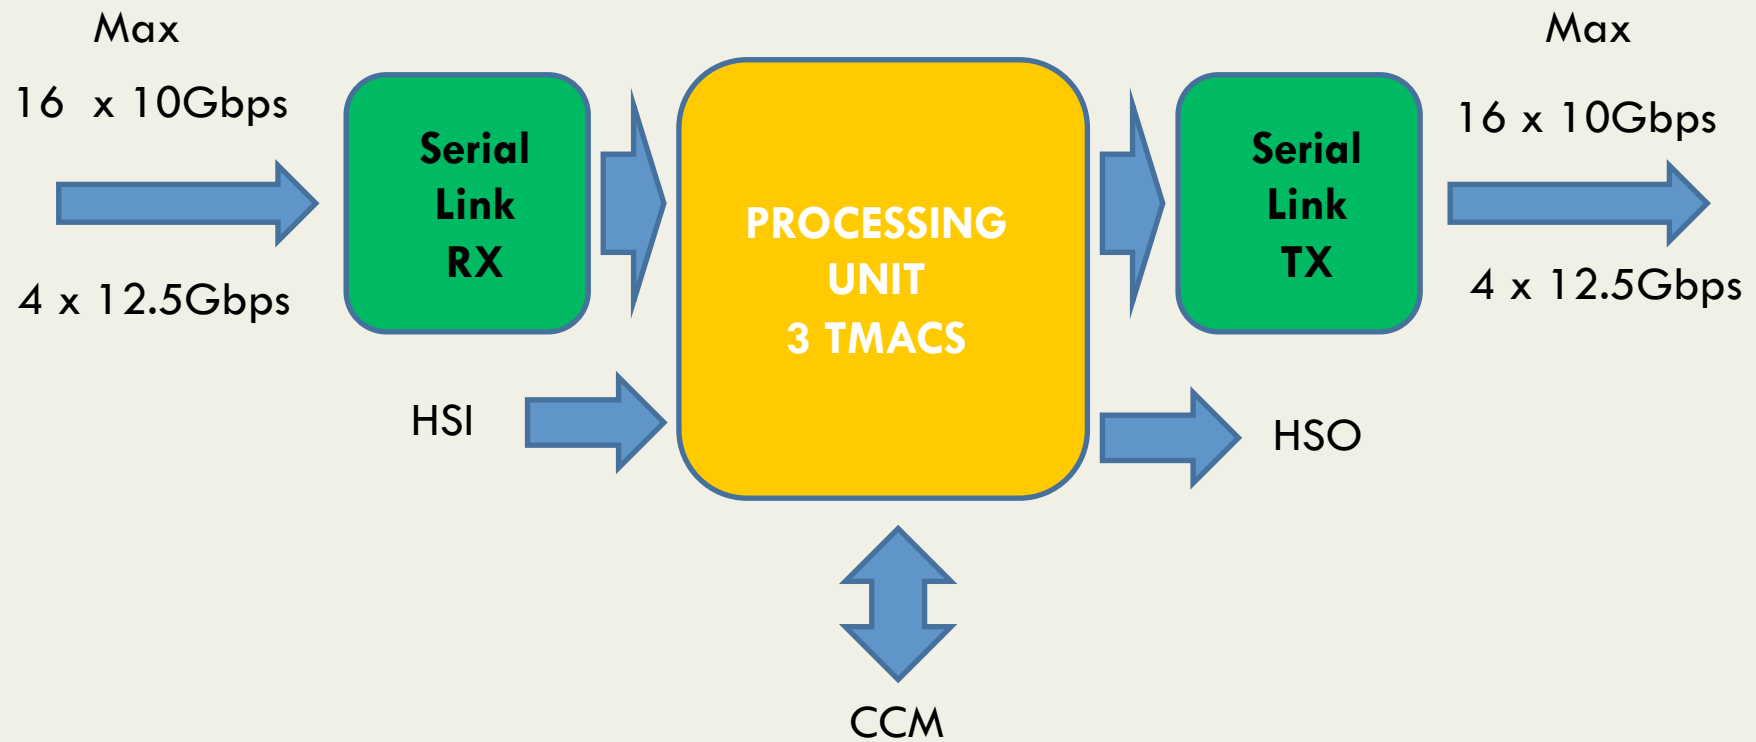 Max
16 x 10Gbps
4 x 12.5Gbps
Serial
Link
RX
HSI
PROCESSING
UNIT
3 TMACS
CCM
Serial
Link
TX
HSO
Max
16 x 10Gbps
4 x 12.5Gbps